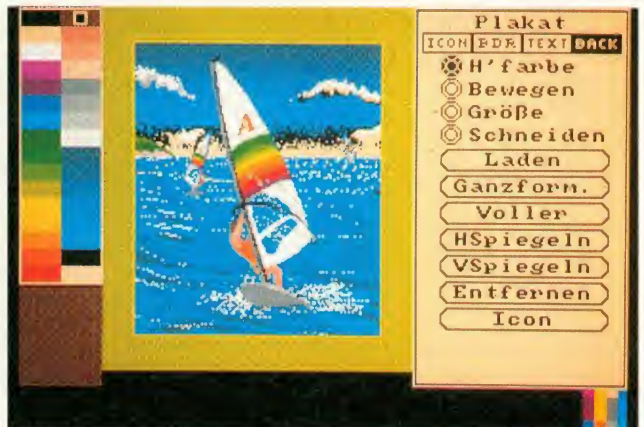 Plakat
ICON BDR TEXT BACK
H'farbe
Bewegen
Größe
Schneiden
Laden
Ganzform.
Voller
HSpiegeln
VSpiegeln
Entfernen
Icon
A